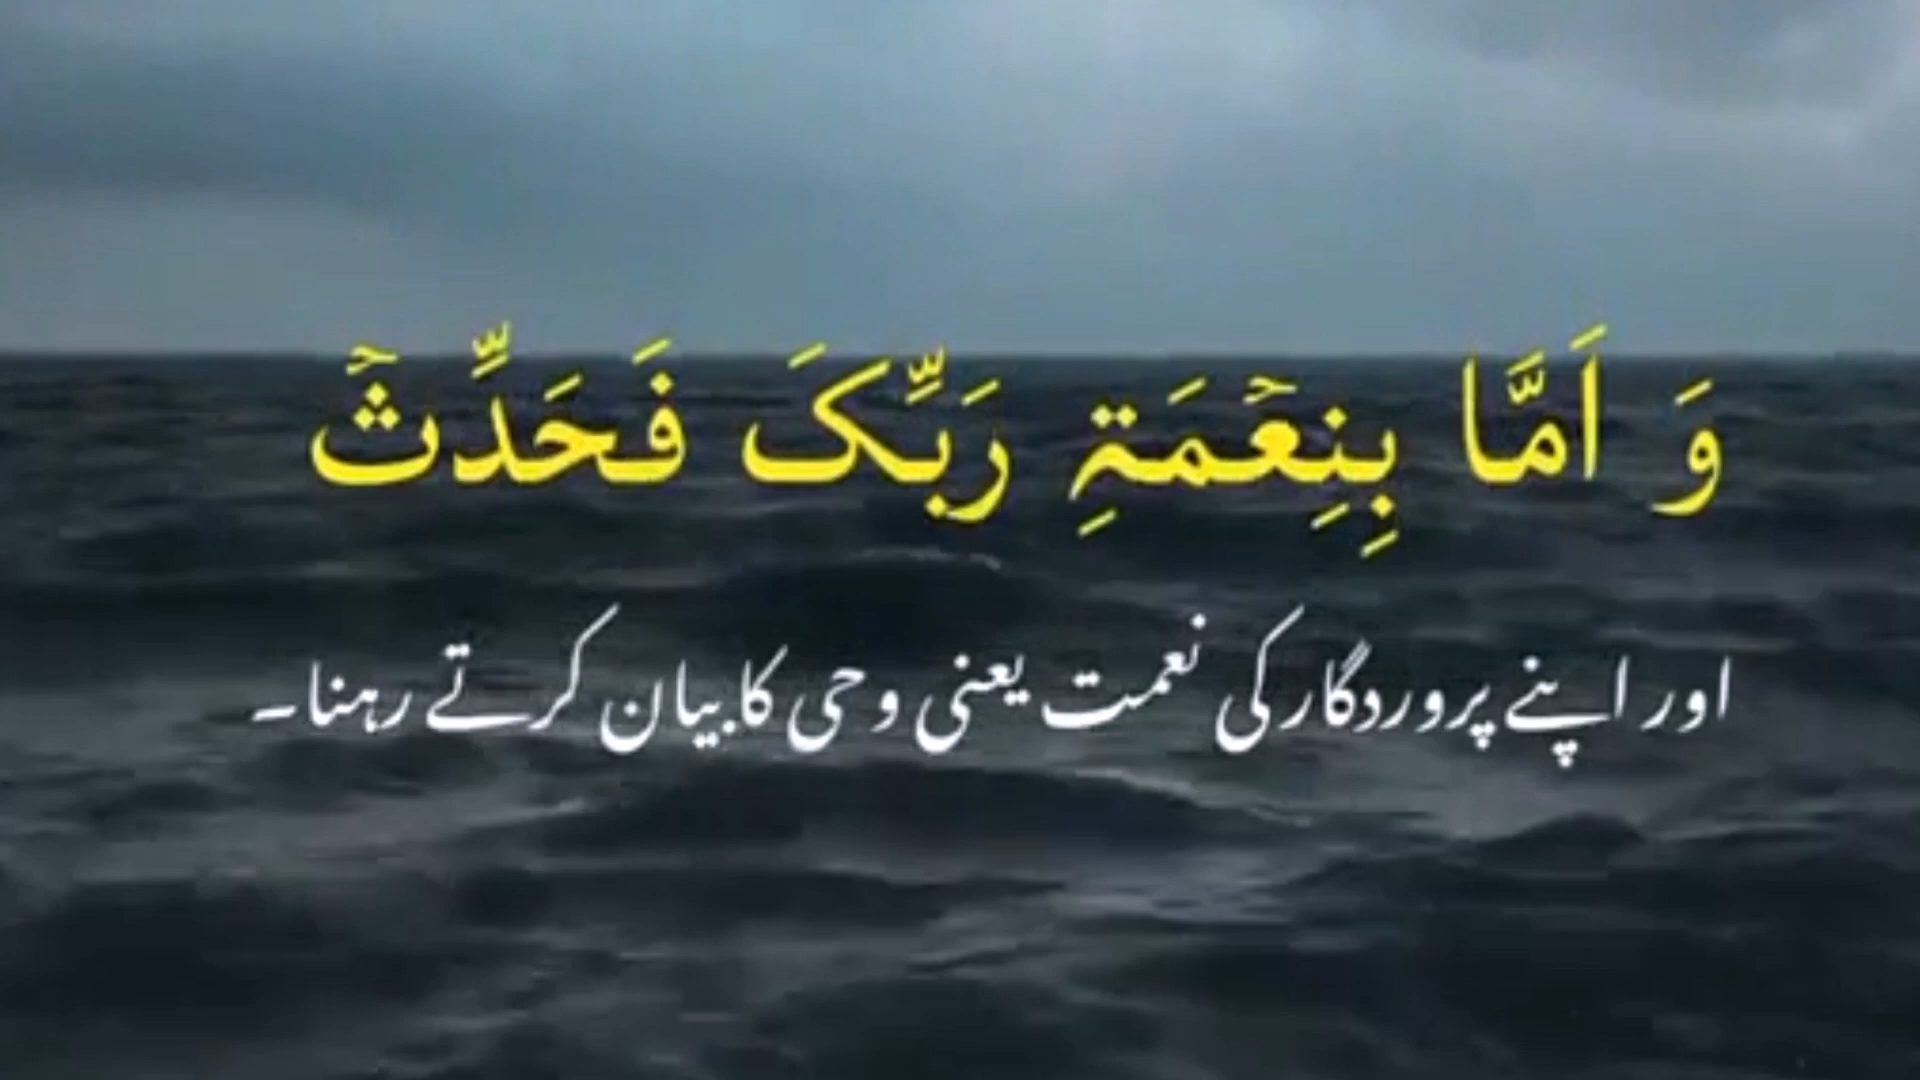 وَ اَمَّا بِنِعۡمَۃِ رَبِّکَ فَحَدِّثۡ
اور اپنے پروردگار کی نعمت یعنی وحی کا بیان کرتے رہنا۔